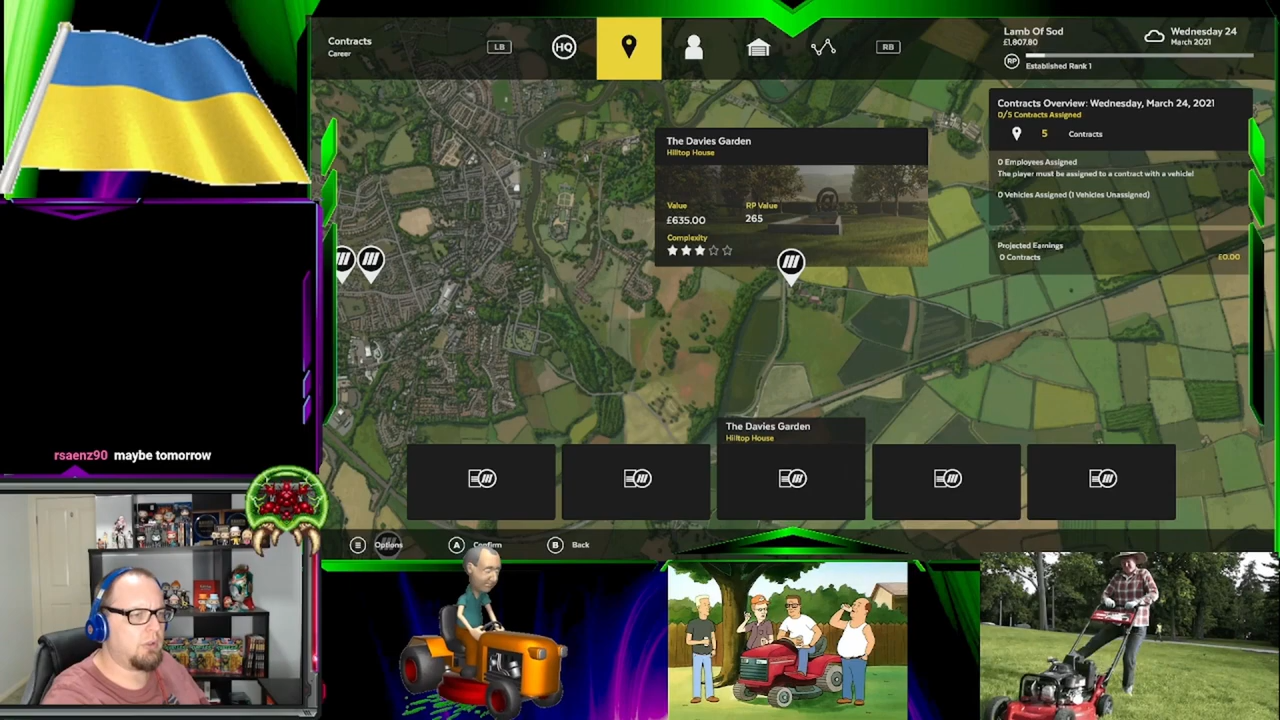 Contracts
Career
LB
HQ
RB
Lamb Of Sod
£1,807.80
Wednesday 24
March 2021
RP
Established Rank 1
Contracts Overview: Wednesday, March 24, 2021
0/5 Contracts Assigned
5 Contracts
0 Employees Assigned
The player must be assigned to a contract with a vehicle!
0 Vehicles Assigned (1 Vehicles Unassigned)
Projected Earnings
0 Contracts £0.00
The Davies Garden
Hilltop House
Value
£635.00
RP Value
265
Complexity
The Davies Garden
Hilltop House
Options
A Confirm
B Back
rsaenz90 maybe tomorrow